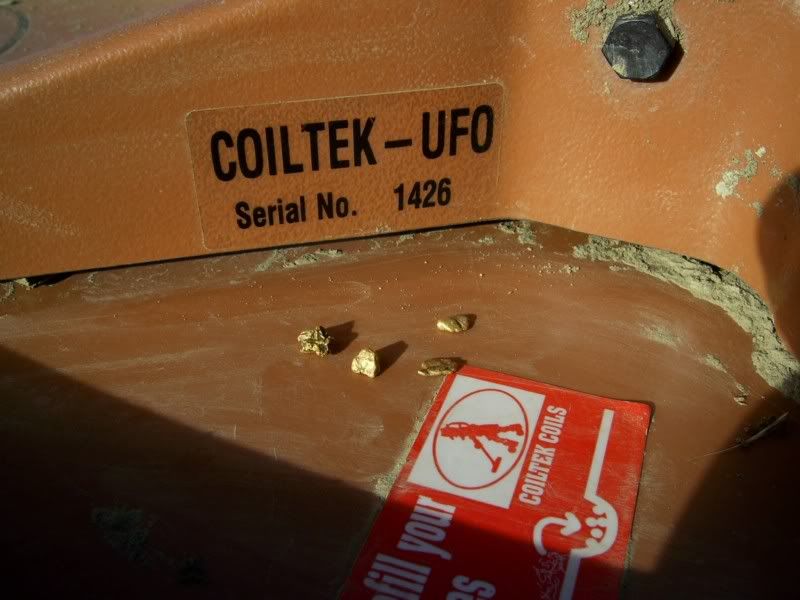 COILTEK – UFO
Serial No. 1426
COILTEK COILS
fill your